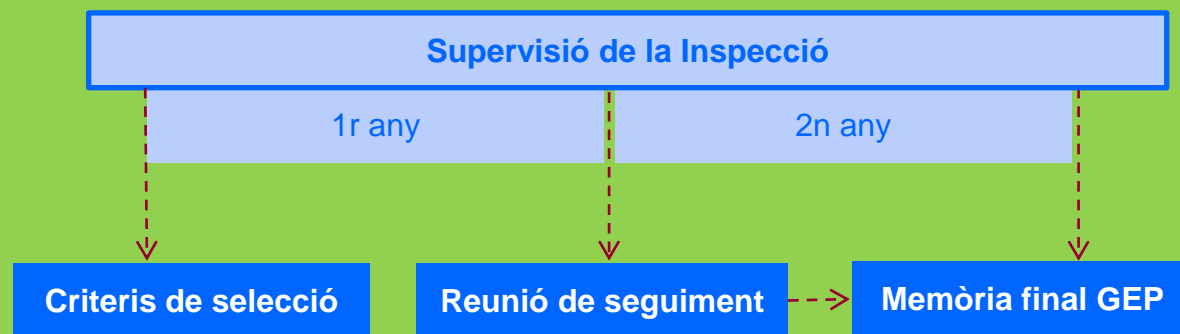 Supervisió de la Inspecció
1r any
2n any
Criteris de selecció
Reunió de seguiment
Memòria final GEP